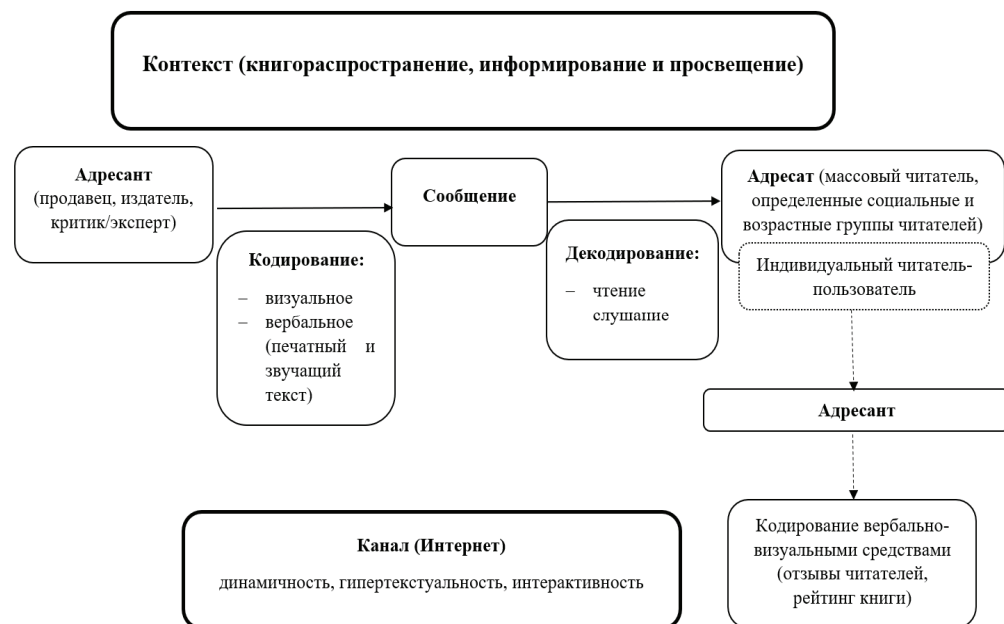 Контекст (книгораспространение, информирование и просвещение)
Адресант
(продавец, издатель,
критик/эксперт)
Сообщение
Адресат (массовый читатель,
определенные социальные и
возрастные группы читателей)
Индивидуальный читатель-
пользователь
Кодирование:
– визуальное
– вербальное
(печатный и
звучащий
текст)
Декодирование:
– чтение
слушание
Адресант
Кодирование вербально-
визуальными средствами
(отзывы читателей,
рейтинг книги)
Канал (Интернет)
динамичность, гипертекстуальность, интерактивность